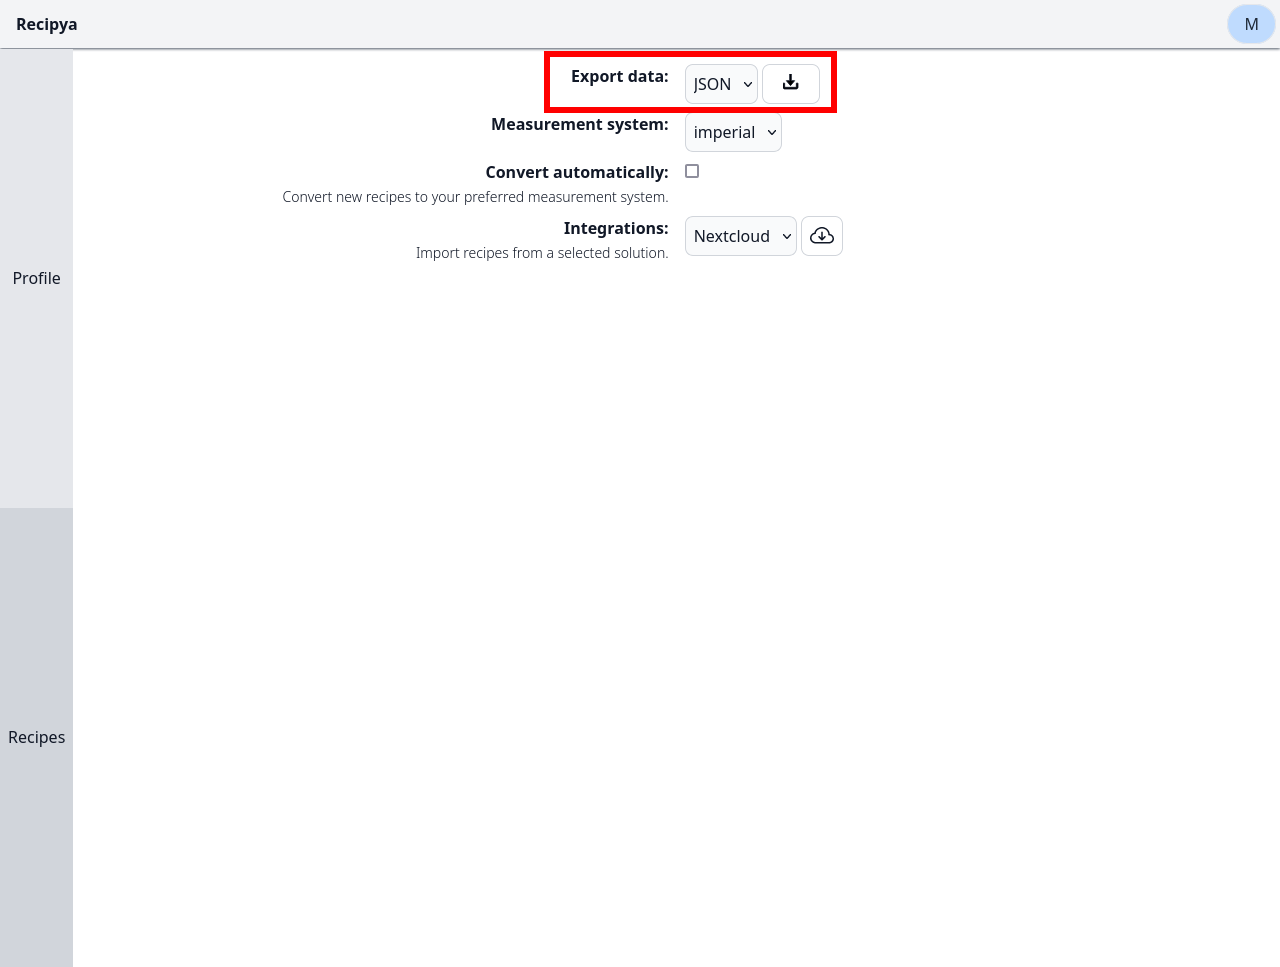 Recipya
M
Export data: JSON
Measurement system: imperial
Convert automatically:
Convert new recipes to your preferred measurement system.
Integrations: Nextcloud
Import recipes from a selected solution.
Profile
Recipes